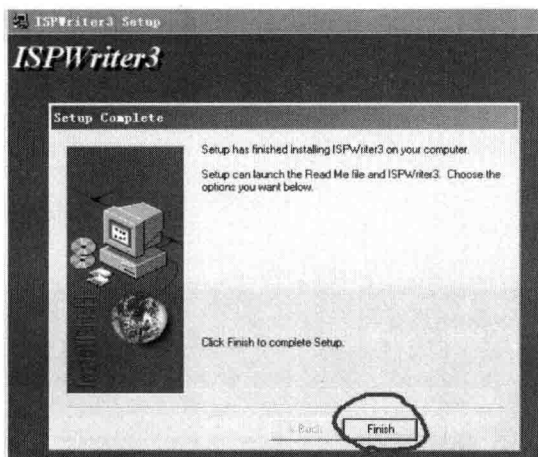 ISPWriter3 Setup
ISPWriter3
Setup Complete
Setup has finished installing ISPWriter3 on your computer.
Setup can launch the Read Me file and ISPWriter3. Choose the
options you want below.
Click Finish to complete Setup.
< Back
Finish